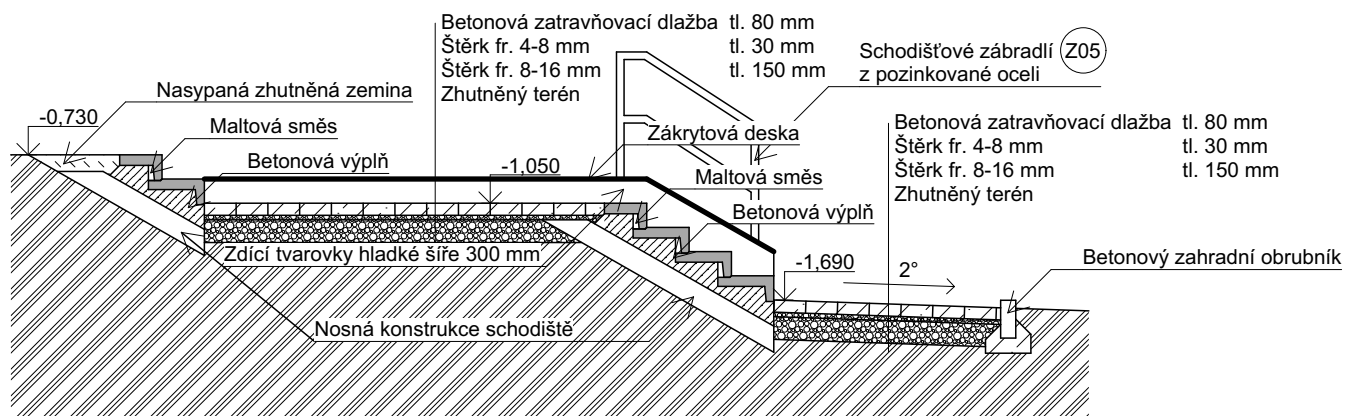 Betonová zatravňovací dlažba tl. 80 mm
Štěrk fr. 4-8 mm tl. 30 mm
Štěrk fr. 8-16 mm tl. 150 mm
Zhutněný terén
Schodišťové zábradlí Z05
z pozinkované oceli
Nasypaná zhutněná zemina
-0,730
Maltová směs
Zákrytová deska
Betonová zatravňovací dlažba tl. 80 mm
Štěrk fr. 4-8 mm tl. 30 mm
Štěrk fr. 8-16 mm tl. 150 mm
Zhutněný terén
Betonová výplň
-1,050
Maltová směs
Betonová výplň
Zdící tvarovky hladké šíře 300 mm
-1,690
2°
Betonový zahradní obrubník
Nosná konstrukce schodiště